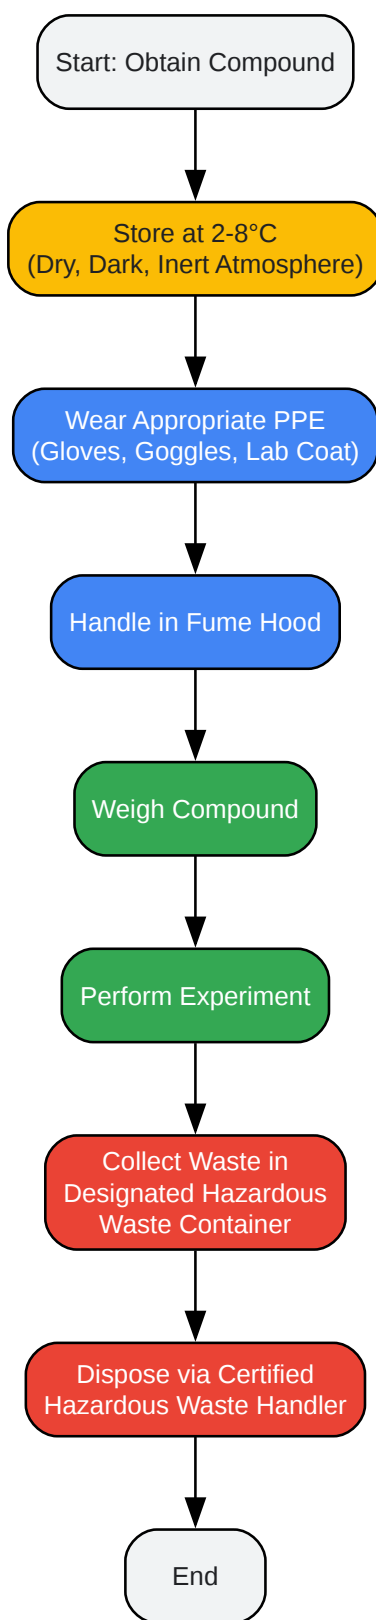 Start: Obtain Compound
Store at 2-8°C
(Dry, Dark, Inert Atmosphere)
Wear Appropriate PPE
(Gloves, Goggles, Lab Coat)
Handle in Fume Hood
Weigh Compound
Perform Experiment
Collect Waste in
Designated Hazardous
Waste Container
Dispose via Certified
Hazardous Waste Handler
End